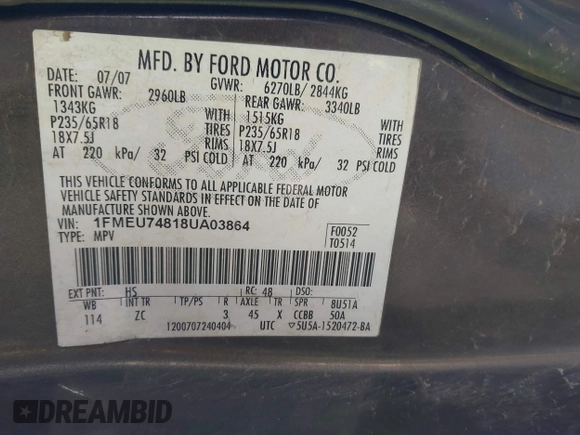 MFD. BY FORD MOTOR CO.
DATE: 07/07 GVWR: 6270LB/ 2844KG
FRONT GAWR: 2960LB REAR GAWR: 3340LB
1343KG WITH 1515KG WITH
P235/65R18 TIRES P235/65R18 TIRES
18X7.5J RIMS 18X7.5J RIMS
AT 220 kPa/ 32 PSI COLD AT 220 kPa/ 32 PSI COLD
THIS VEHICLE CONFORMS TO ALL APPLICABLE FEDERAL MOTOR
VEHICLE SAFETY STANDARDS IN EFFECT ON THE DATE OF
MANUFACTURE SHOWN ABOVE.
VIN: 1FMEU74818UA03864 F0052
TYPE: MPV T0514
EXT PNT: HS RC: 48 DSO:
WB INT TR TP/PS R AXLE TR SPR 8U51A
114 ZC 3 45 X CCBB 50A
1200707240404 UTC ▽5U5A-1520472-BA
DREAMBID